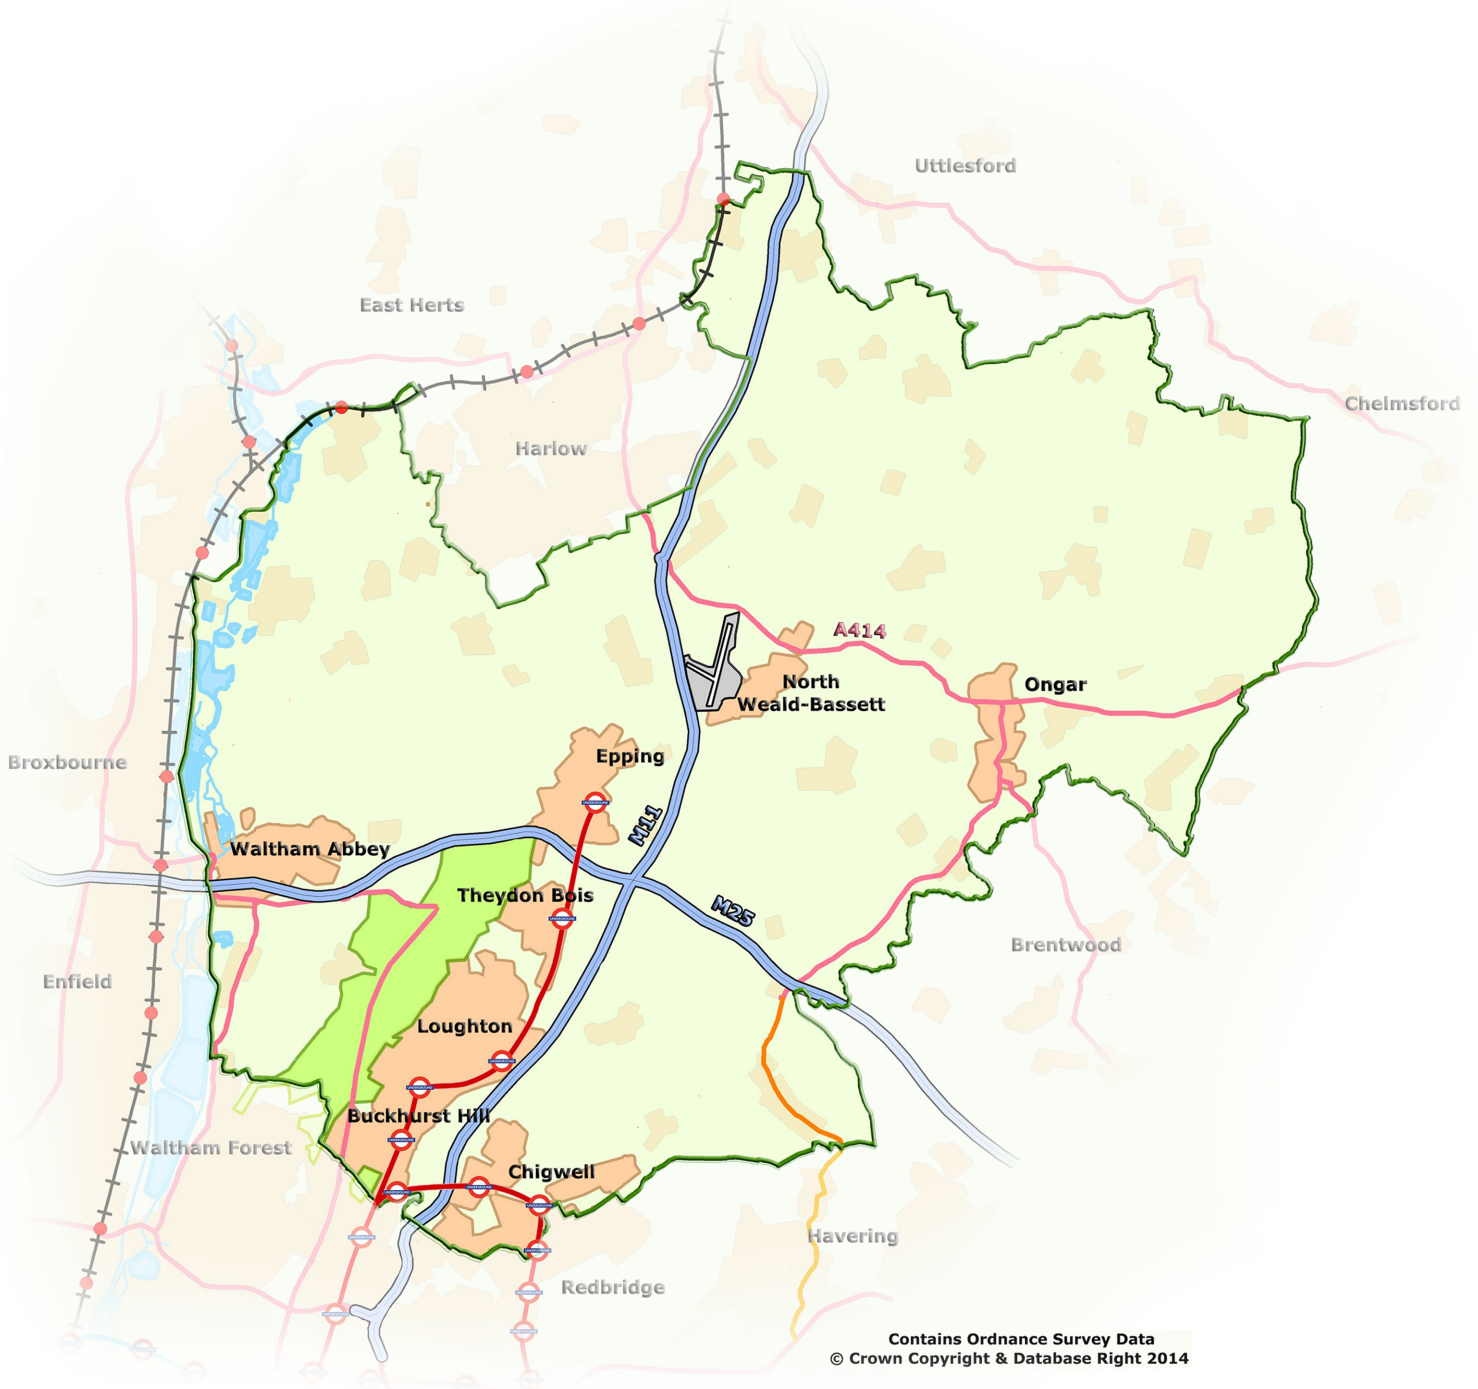 Uttlesford
East Herts
Chelmsford
Harlow
A414
North
Weald-Bassett
Ongar
Epping
Broxbourne
M11
Waltham Abbey
Theydon Bois
M25
Brentwood
Enfield
Loughton
Buckhurst Hill
Waltham Forest
Chigwell
Havering
Redbridge
Contains Ordnance Survey Data
© Crown Copyright & Database Right 2014